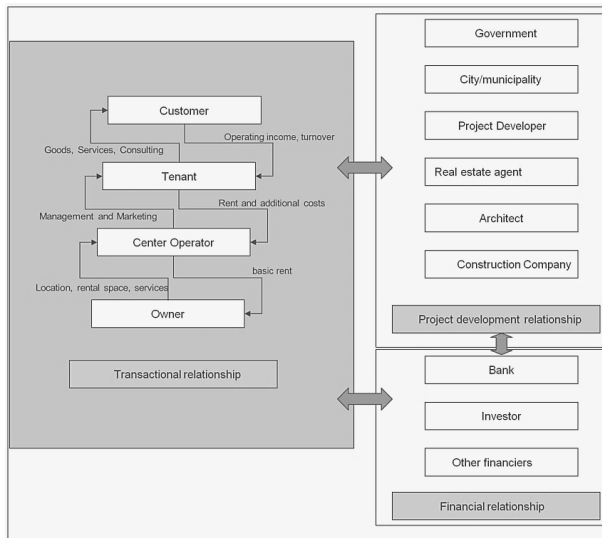 Customer
Operating income, turnover
Goods, Services, Consulting
Tenant
Rent and additional costs
Management and Marketing
Center Operator
basic rent
Location, rental space, services
Owner
Transactional relationship
Government
City/municipality
Project Developer
Real estate agent
Architect
Construction Company
Project development relationship
Bank
Investor
Other financiers
Financial relationship